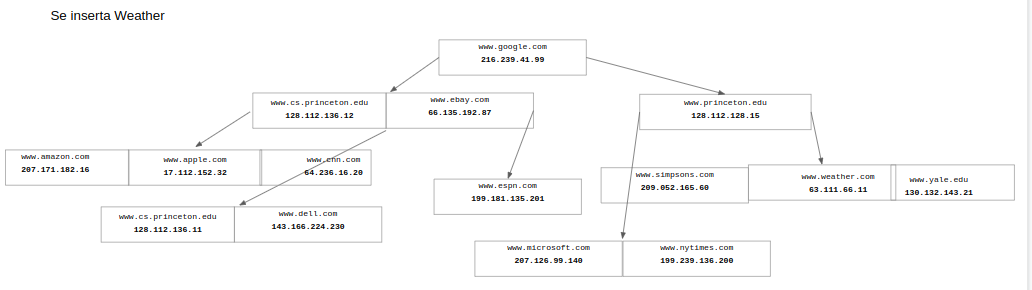 Se inserta Weather
www.google.com
216.239.41.99
www.cs.princeton.edu
128.112.136.12
www.ebay.com
66.135.192.87
www.princeton.edu
128.112.128.15
www.amazon.com
207.171.182.16
www.apple.com
17.112.152.32
www.cnn.com
64.236.16.20
www.espn.com
199.181.135.201
www.simpsons.com
209.052.165.60
www.weather.com
63.111.66.11
www.yale.edu
130.132.143.21
www.cs.princeton.edu
128.112.136.11
www.dell.com
143.166.224.230
www.microsoft.com
207.126.99.140
www.nytimes.com
199.239.136.200